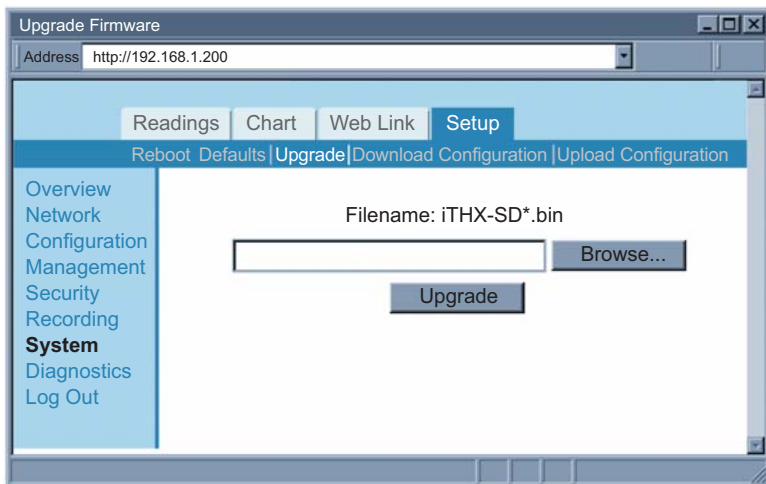 Upgrade Firmware
Address http://192.168.1.200
Readings Chart Web Link Setup
Reboot Defaults|Upgrade|Download Configuration|Upload Configuration
Overview
Network
Configuration
Management
Security
Recording
System
Diagnostics
Log Out
Filename: iTHX-SD*.bin
Browse...
Upgrade